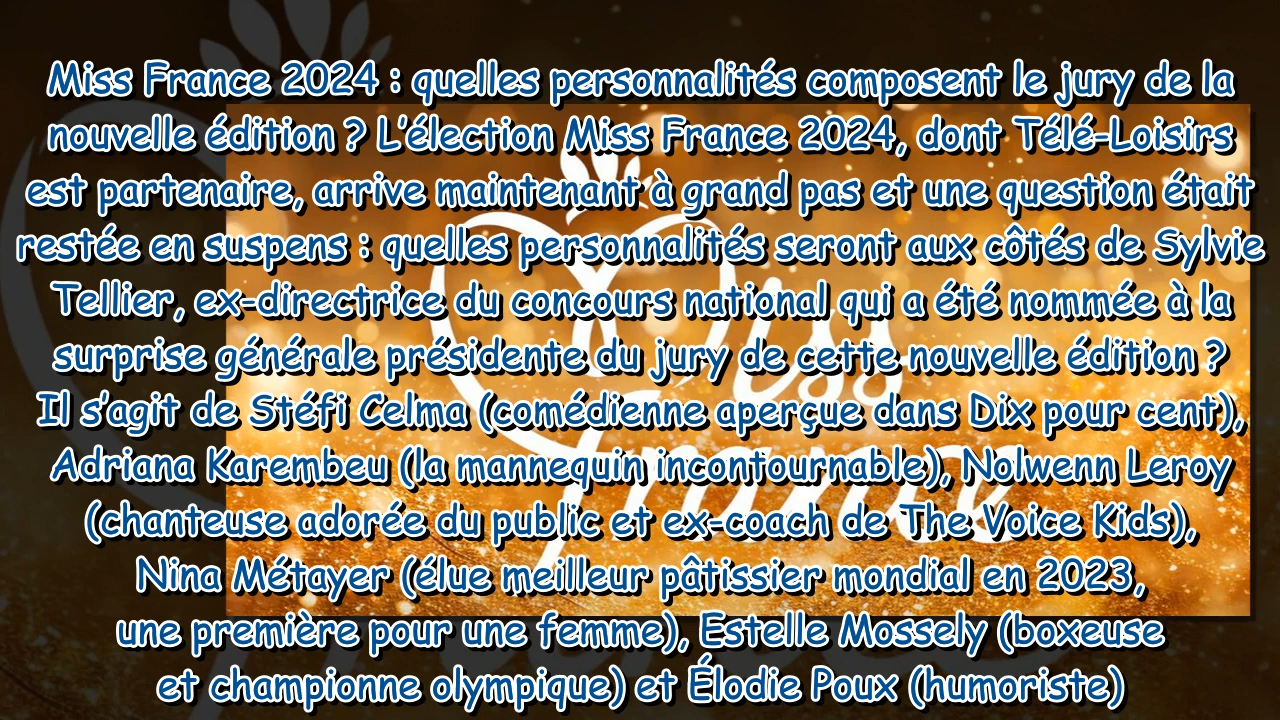 Miss France 2024 : quelles personnalités composent le jury de la
nouvelle édition ? L'élection Miss France 2024, dont Télé-Loisirs
est partenaire, arrive maintenant à grand pas et une question était
restée en suspens : quelles personnalités seront aux côtés de Sylvie
Tellier, ex-directrice du concours national qui a été nommée à la
surprise générale présidente du jury de cette nouvelle édition ?
Il s'agit de Stéfi Celma (comédienne aperçue dans Dix pour cent),
Adriana Karembeu (la mannequin incontournable), Nolwenn Leroy
(chanteuse adorée du public et ex-coach de The Voice Kids),
Nina Métayer (élue meilleur pâtissier mondial en 2023,
une première pour une femme), Estelle Mossely (boxeuse
et championne olympique) et Élodie Poux (humoriste)
Miss
France